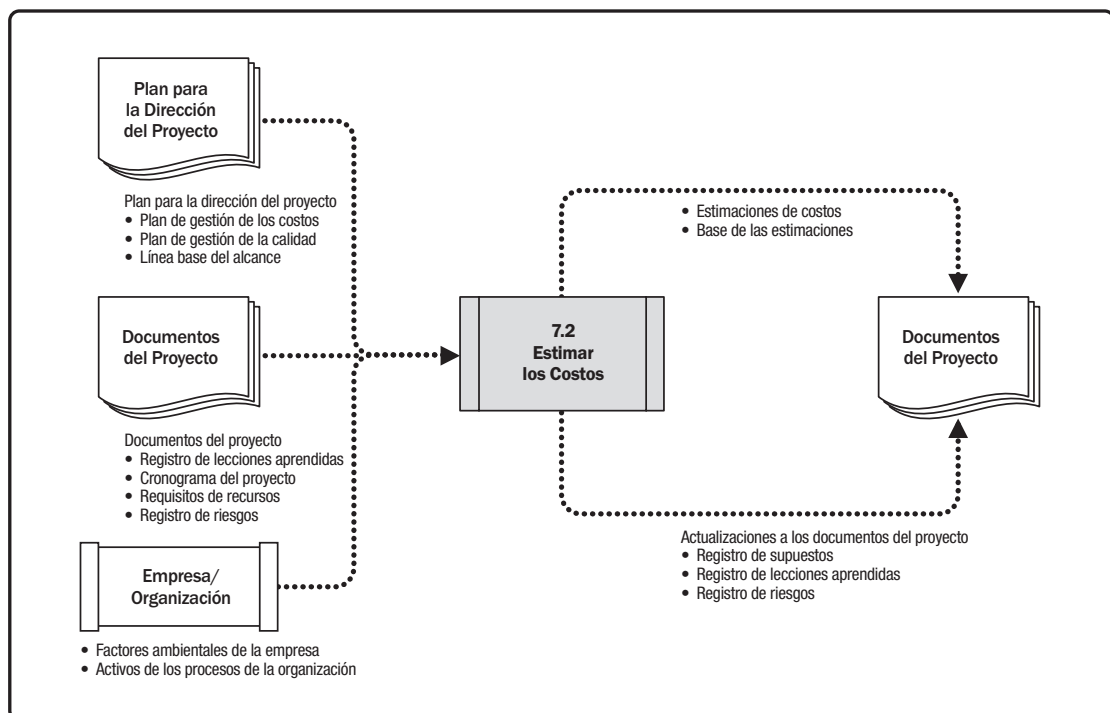 Plan para
la Dirección
del Proyecto
Plan para la dirección del proyecto
• Plan de gestión de los costos
• Plan de gestión de la calidad
• Línea base del alcance
Documentos
del Proyecto
Documentos del proyecto
• Registro de lecciones aprendidas
• Cronograma del proyecto
• Requisitos de recursos
• Registro de riesgos
Empresa/
Organización
• Factores ambientales de la empresa
• Activos de los procesos de la organización
7.2
Estimar
los Costos
• Estimaciones de costos
• Base de las estimaciones
Documentos
del Proyecto
Actualizaciones a los documentos del proyecto
• Registro de supuestos
• Registro de lecciones aprendidas
• Registro de riesgos